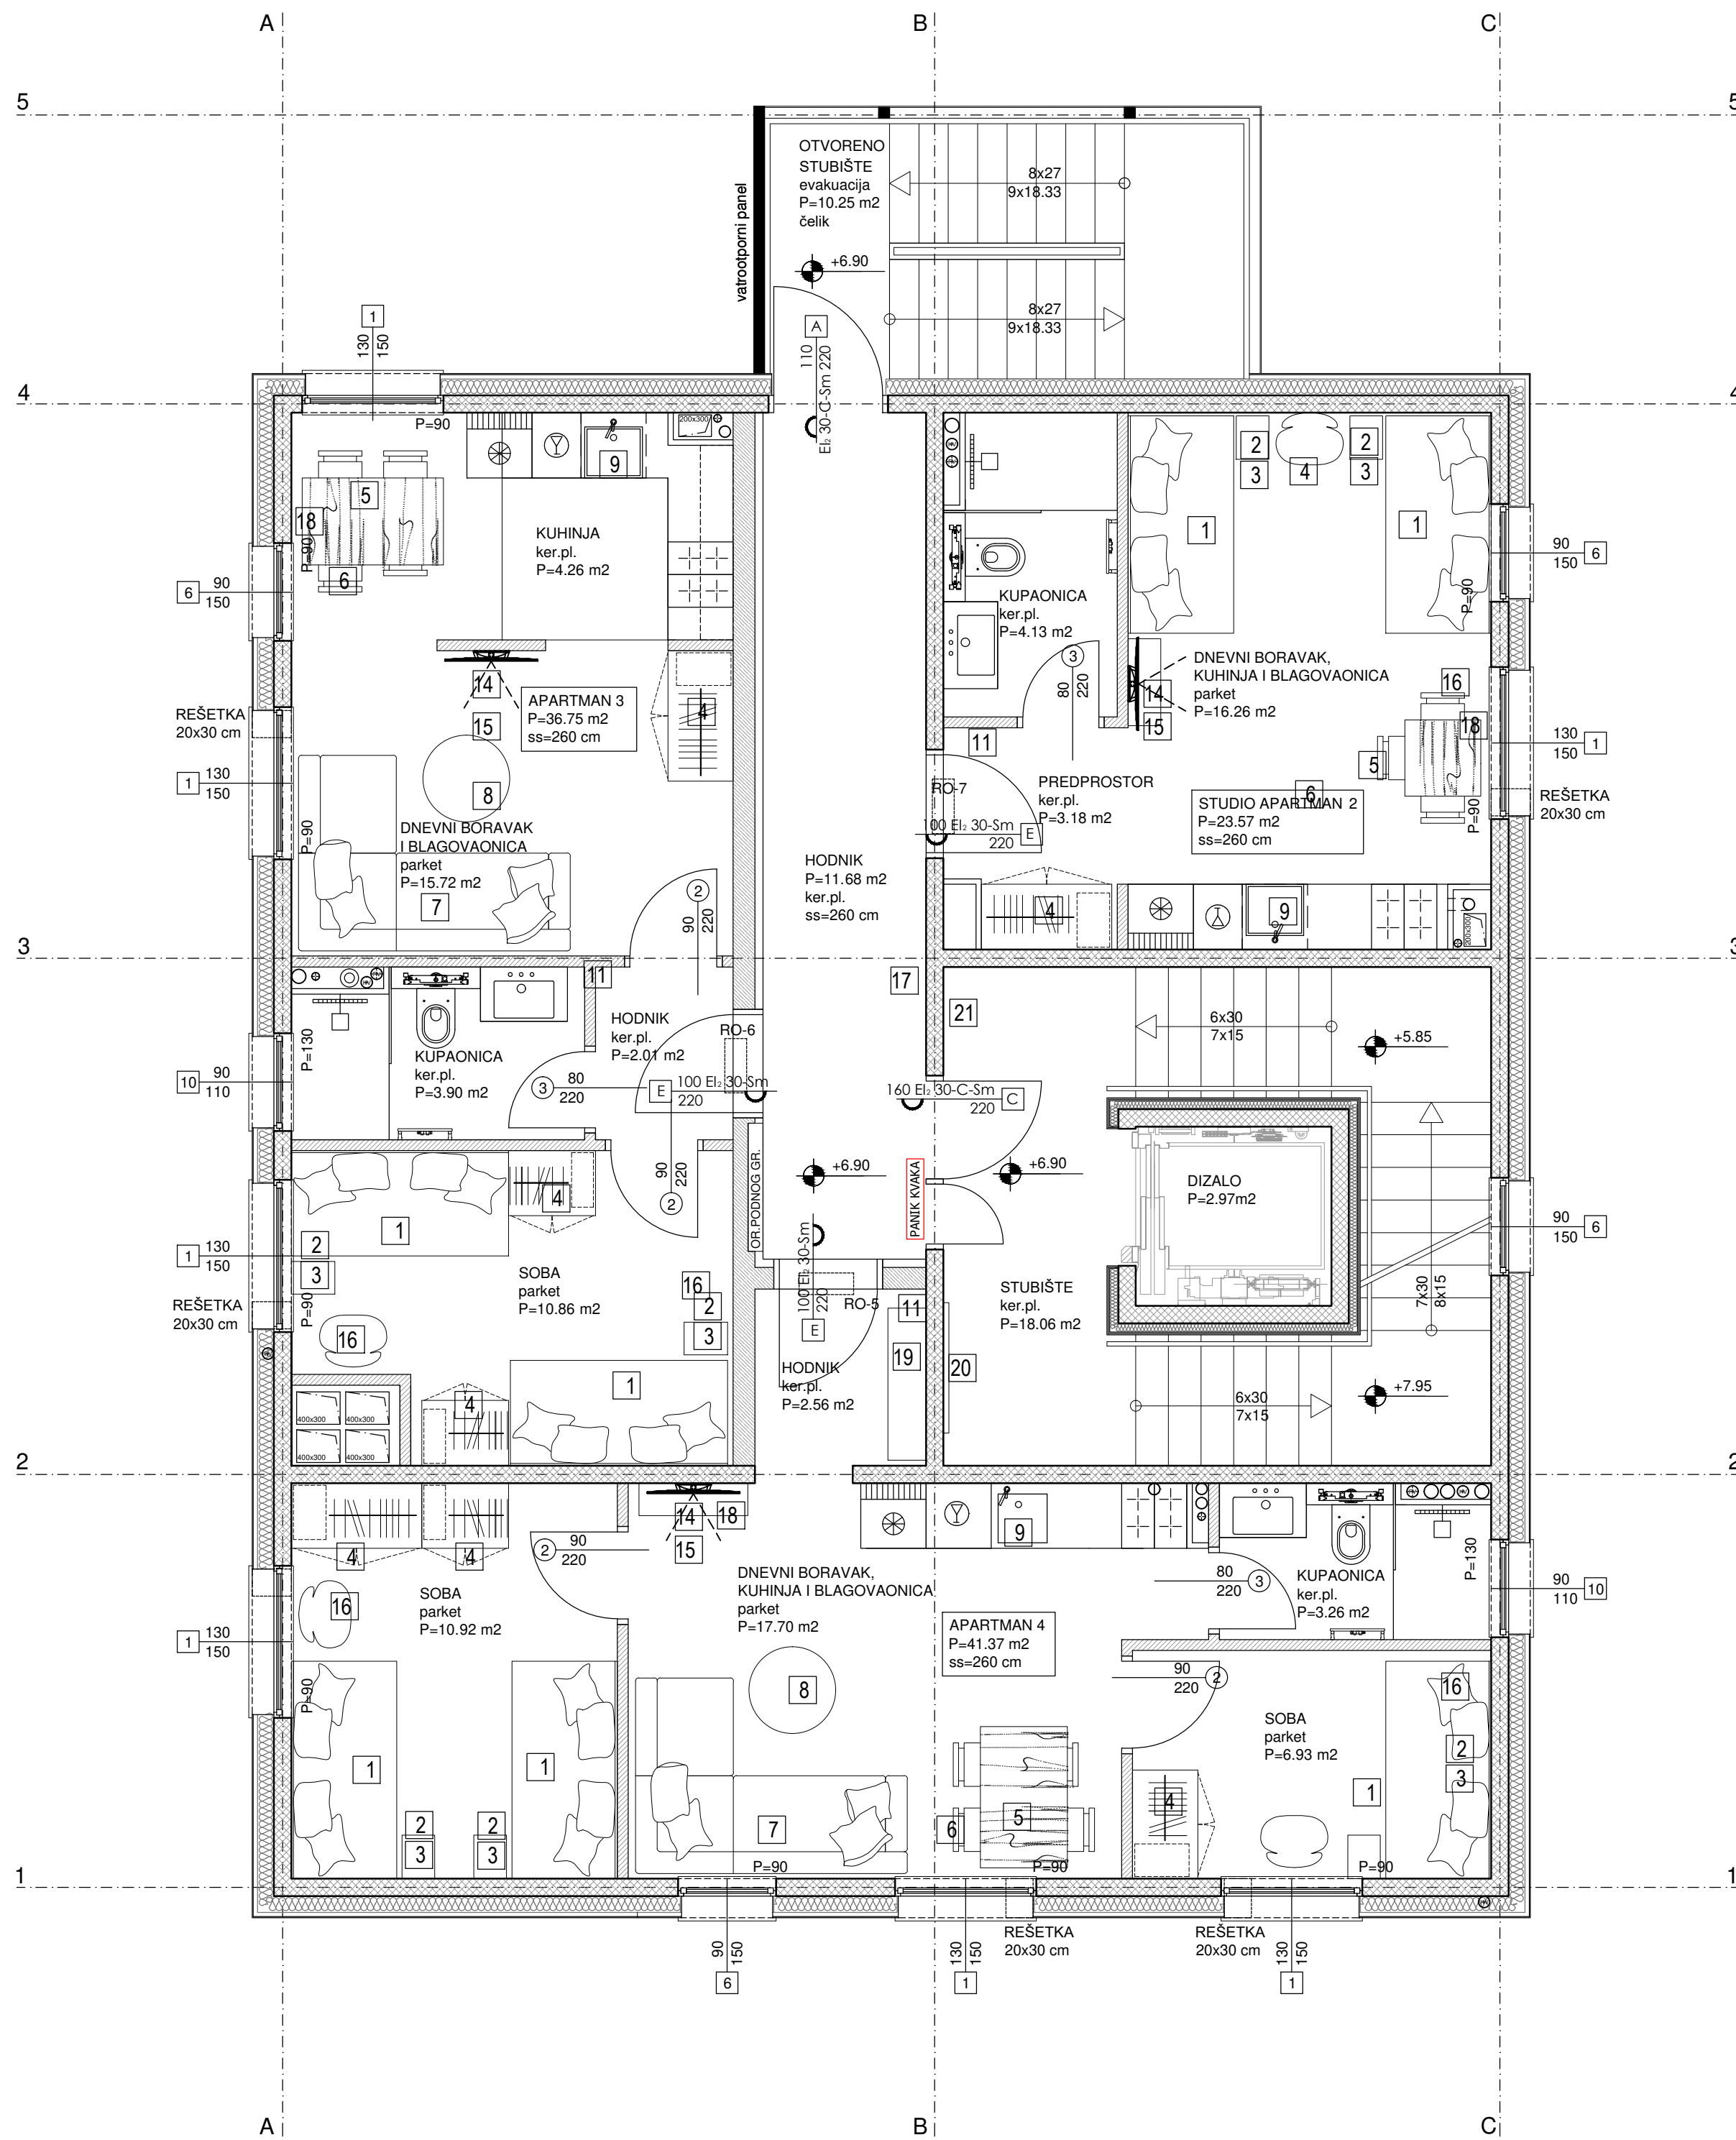 A
B
C
5
5
OTVORENO
STUBIŠTE
evakuacija
P=10.25 m2
čelik
vatrootporni panel
8x27
9x18.33
+6.90
8x27
9x18.33
A
110
EI₂ 30-C-Sm 220
1
130
150
4
4
P=90
200x300
9
5
18
P=90
6
KUHINJA
ker.pl.
P=4.26 m2
6
90
150
14
15
APARTMAN 3
P=36.75 m2
ss=260 cm
4
REŠETKA
20x30 cm
1
130
150
8
P=90
DNEVNI BORAVAK
I BLAGOVAONICA
parket
P=15.72 m2
7
2
90
220
HODNIK
P=11.68 m2
ker.pl.
ss=260 cm
KUPAONICA
ker.pl.
P=4.13 m2
3
80
220
11
2
3
4
2
3
1
1
P=90
6
90
150
DNEVNI BORAVAK,
KUHINJA I BLAGOVAONICA
parket
P=16.26 m2
14
15
16
18
5
6
P=90
1
130
150
REŠETKA
20x30 cm
PREDPROSTOR
ker.pl.
P=3.18 m2
RO-7
100 EI₂ 30-Sm
220
E
STUDIO APARTMAN 2
P=23.57 m2
ss=260 cm
4
9
200x300
3
3
11
17
21
P=130
HODNIK
ker.pl.
P=2.01 m2
RO-6
KUPAONICA
ker.pl.
P=3.90 m2
10
90
110
3
80
220
E
100 EI₂ 30-Sm
220
160 EI₂ 30-C-Sm
220
C
6x30
7x15
+5.85
90
220
2
OR.PODNOG GR.
+6.90
PANIK KVAKA
+6.90
DIZALO
P=2.97m2
6
90
150
7x30
8x15
4
1
2
3
1
130
150
P=90
REŠETKA
20x30 cm
SOBA
parket
P=10.86 m2
16
2
3
16
100 EI₂ 30-Sm
220
E
RO-5
11
19
20
STUBIŠTE
ker.pl.
P=18.06 m2
HODNIK
ker.pl.
P=2.56 m2
1
4
400x300
400x300
400x300
400x300
+7.95
6x30
7x15
2
2
4
4
2
90
220
14
18
15
9
16
SOBA
parket
P=10.92 m2
1
130
150
P=90
DNEVNI BORAVAK,
KUHINJA I BLAGOVAONICA
parket
P=17.70 m2
APARTMAN 4
P=41.37 m2
ss=260 cm
80
220
3
KUPAONICA
ker.pl.
P=3.26 m2
P=130
10
90
110
90
220
2
8
SOBA
parket
P=6.93 m2
16
2
3
1
1
1
2
3
2
3
7
6
5
4
P=90
P=90
P=90
1
1
REŠETKA
20x30 cm
REŠETKA
20x30 cm
90
150
6
130
150
1
130
150
1
A
B
C